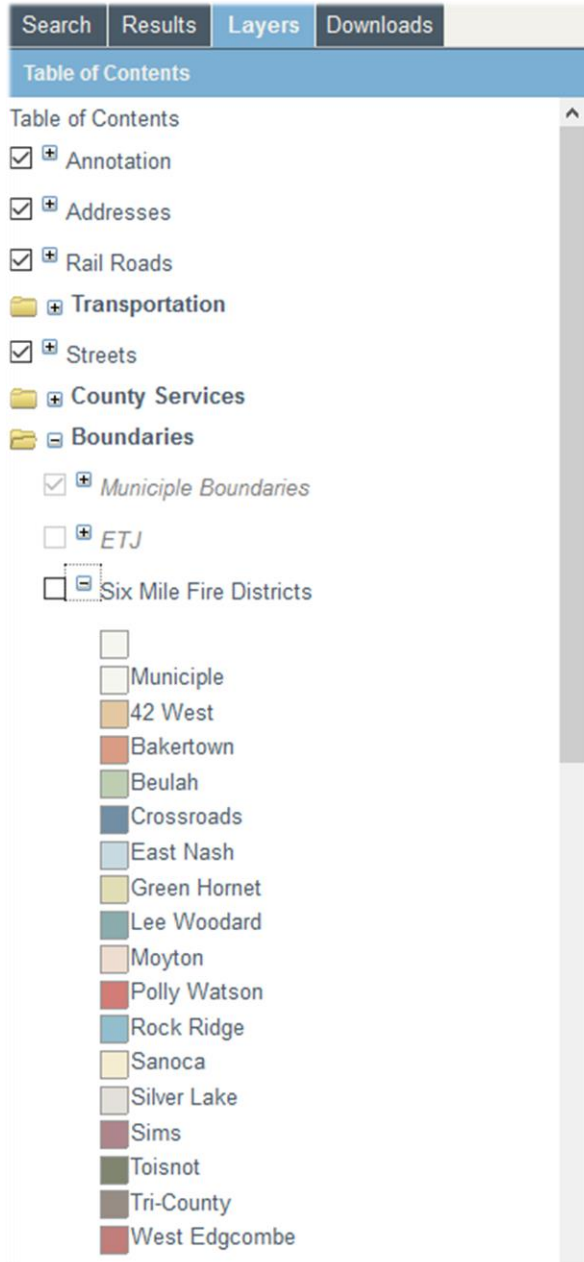 Search Results Layers Downloads
Table of Contents
Table of Contents
Annotation
Addresses
Rail Roads
Transportation
Streets
County Services
Boundaries
Municiple Boundaries
ETJ
Six Mile Fire Districts
Municiple
42 West
Bakertown
Beulah
Crossroads
East Nash
Green Hornet
Lee Woodard
Moyton
Polly Watson
Rock Ridge
Sanoca
Silver Lake
Sims
Toisnot
Tri-County
West Edgcombe